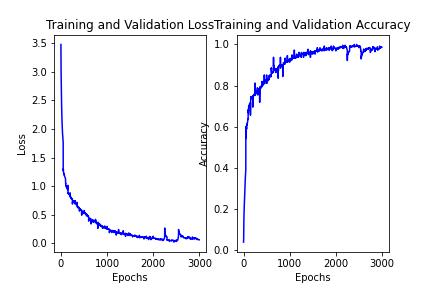 Training and Validation Loss
3.5
3.0
2.5
2.0
1.5
1.0
0.5
0.0
Loss
0 1000 2000 3000
Epochs
Training and Validation Accuracy
1.0
0.8
0.6
0.4
0.2
0.0
Accuracy
0 1000 2000 3000
Epochs